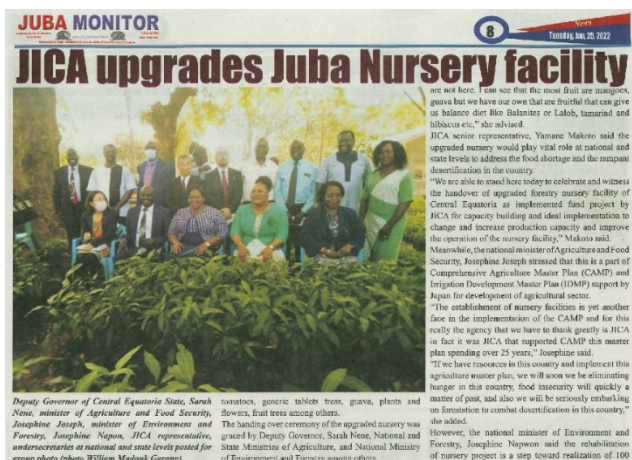 JUBA MONITOR
8
News
Tuesday, Jan, 25, 2022
JICA upgrades Juba Nursery facility
Deputy Governor of Central Equatoria State, Sarah
Nene, minister of Agriculture and Food Security,
Josephine Joseph, minister of Environment and
Forestry, Josephine Napon, JICA representative,
undersecretaries at national and state levels posted for
group photo (photo William Madouk Garang)
tomatoes, generic tablets tress, guava, plants and
flowers, fruit trees among others.
The handing over ceremony of the upgraded nursery was
graced by Deputy Governor, Sarah Nene, National and
State Ministries of Agriculture, and National Ministry
of Environment and Forestry among others.
are not here. I can see that the most fruit are mangoes,
guava but we have our own that are fruitful that can give
us balance diet like Balanites or Lalob, tamarind and
hibiscus etc," she advised.
JICA senior representative, Yamane Makoto said the
upgraded nursery would play vital role at national and
state levels to address the food shortage and the rampant
desertification in the country.
"We are able to stand here today to celebrate and witness
the handover of upgraded forestry nursery facility of
Central Equatoria as implemented fund project by
JICA for capacity building and ideal implementation to
change and increase production capacity and improve
the operation of the nursery facility," Makoto said.
Meanwhile, the national minister of Agriculture and Food
Security, Josephine Joseph stressed that this is a part of
Comprehensive Agriculture Master Plan (CAMP) and
Irrigation Development Master Plan (IDMP) support by
Japan for development of agricultural sector.
"The establishment of nursery facilities is yet another
face in the implementation of the CAMP and for this
really the agency that we have to thank greatly is JICA
in fact it was JICA that supported CAMP this master
plan spending over 25 years," Josephine said.
"If we have resources in this country and implement this
agriculture master plan, we will soon we be eliminating
hunger in this country, food insecurity will quickly a
matter of past, and also we will be seriously embarking
on forestation to combat desertification in this country,"
she added.
However, the national minister of Environment and
Forestry, Josephine Napwon said the rehabilitation
of nursery project is a step toward realization of 100